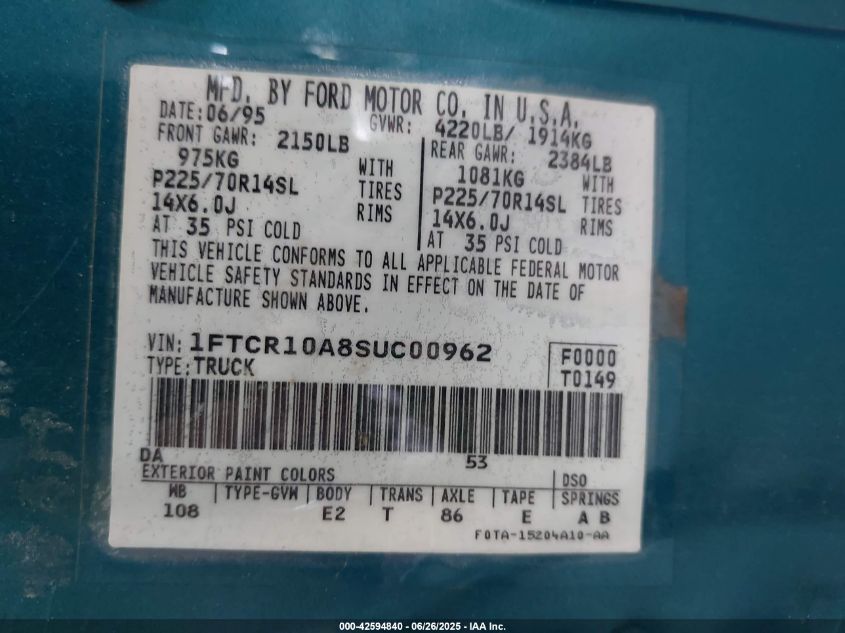 MFD. BY FORD MOTOR CO. IN U.S.A.
DATE: 06/95 GVWR: 4220LB/ 1914KG
FRONT GAWR: 2150LB REAR GAWR: 2384LB
975KG WITH 1081KG WITH
P225/70R14SL TIRES P225/70R14SL TIRES
14X6.0J RIMS 14X6.0J RIMS
AT 35 PSI COLD AT 35 PSI COLD
THIS VEHICLE CONFORMS TO ALL APPLICABLE FEDERAL MOTOR
VEHICLE SAFETY STANDARDS IN EFFECT ON THE DATE OF
MANUFACTURE SHOWN ABOVE.
VIN: 1FTCR10A8SUC00962 F0000
TYPE: TRUCK T0149
DA 53
EXTERIOR PAINT COLORS DSO
WB TYPE-GVW BODY TRANS AXLE TAPE SPRINGS
108 E2 T 86 E A B
F0TA-15204A10-AA
000-42594840 - 06/26/2025 - IAA Inc.